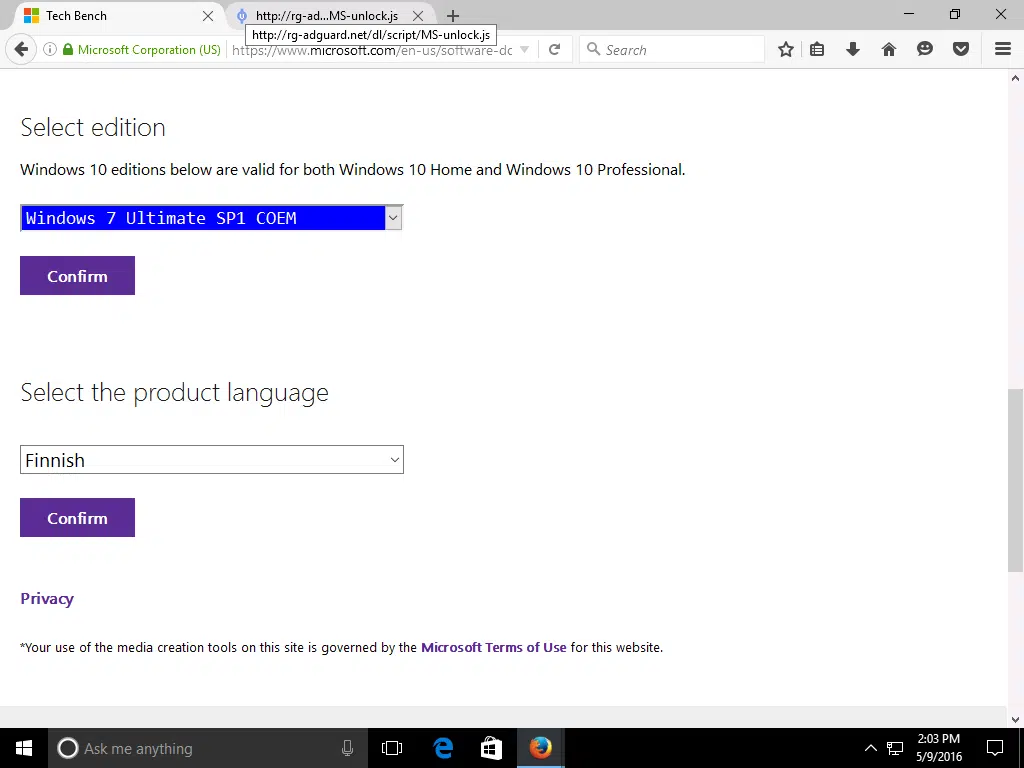 Tech Bench
http://rg-ad...MS-unlock.js
http://rg-adguard.net/dl/script/MS-unlock.js
Microsoft Corporation (US)
https://www.microsoft.com/en-us/software-dc
Search
Select edition
Windows 10 editions below are valid for both Windows 10 Home and Windows 10 Professional.
Windows 7 Ultimate SP1 COEM
Confirm
Select the product language
Finnish
Confirm
Privacy
*Your use of the media creation tools on this site is governed by the Microsoft Terms of Use for this website.
Ask me anything
2:03 PM
5/9/2016